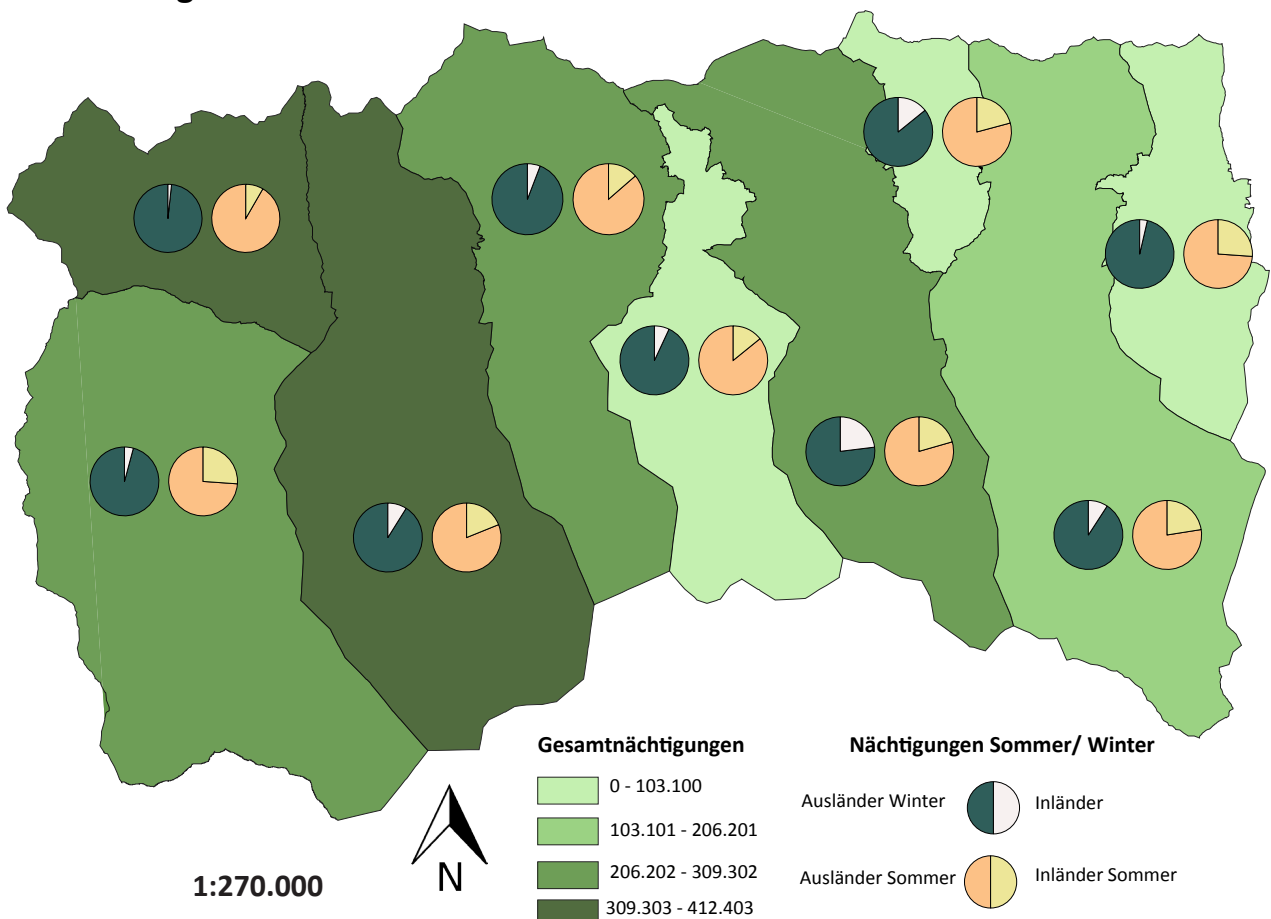 Gesamtnächtigungen
0 - 103.100
103.101 - 206.201
206.202 - 309.302
309.303 - 412.403
Nächtigungen Sommer/ Winter
Ausländer Winter
Inländer
Ausländer Sommer
Inländer Sommer
N
1:270.000